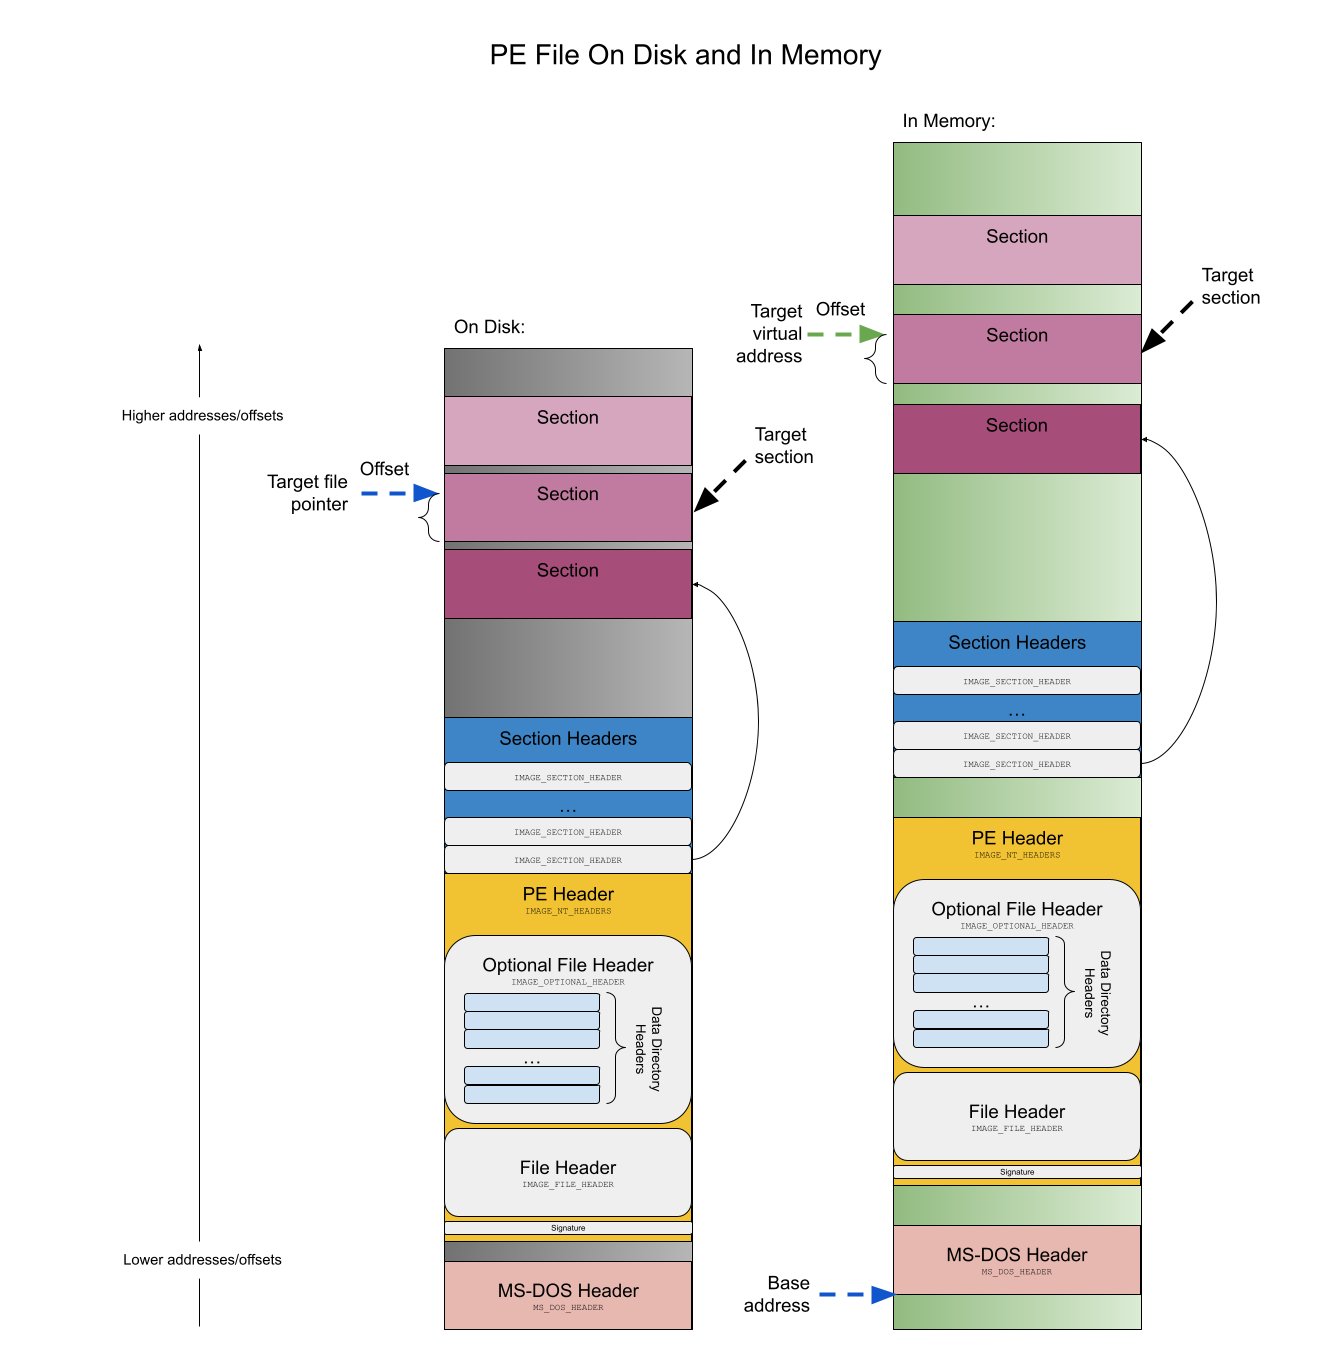 PE File On Disk and In Memory
In Memory:
Section
Target
section
Target
virtual
address
Offset
Section
Section
Section Headers
IMAGE_SECTION_HEADER
...
IMAGE_SECTION_HEADER
IMAGE_SECTION_HEADER
PE Header
IMAGE_NT_HEADERS
Optional File Header
IMAGE_OPTIONAL_HEADER
...
Data Directory
Headers
File Header
IMAGE_FILE_HEADER
Signature
MS-DOS Header
MS_DOS_HEADER
Base
address
On Disk:
Higher addresses/offsets
Section
Target
section
Offset
Target file
pointer
Section
Section
Section Headers
IMAGE_SECTION_HEADER
...
IMAGE_SECTION_HEADER
IMAGE_SECTION_HEADER
PE Header
IMAGE_NT_HEADERS
Optional File Header
IMAGE_OPTIONAL_HEADER
...
Data Directory
Headers
File Header
IMAGE_FILE_HEADER
Signature
Lower addresses/offsets
MS-DOS Header
MS_DOS_HEADER